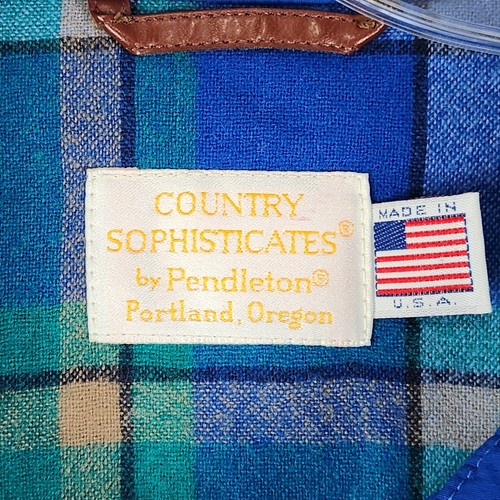 COUNTRY
SOPHISTICATES®
by Pendleton®
Portland, Oregon
MADE IN
U.S.A.